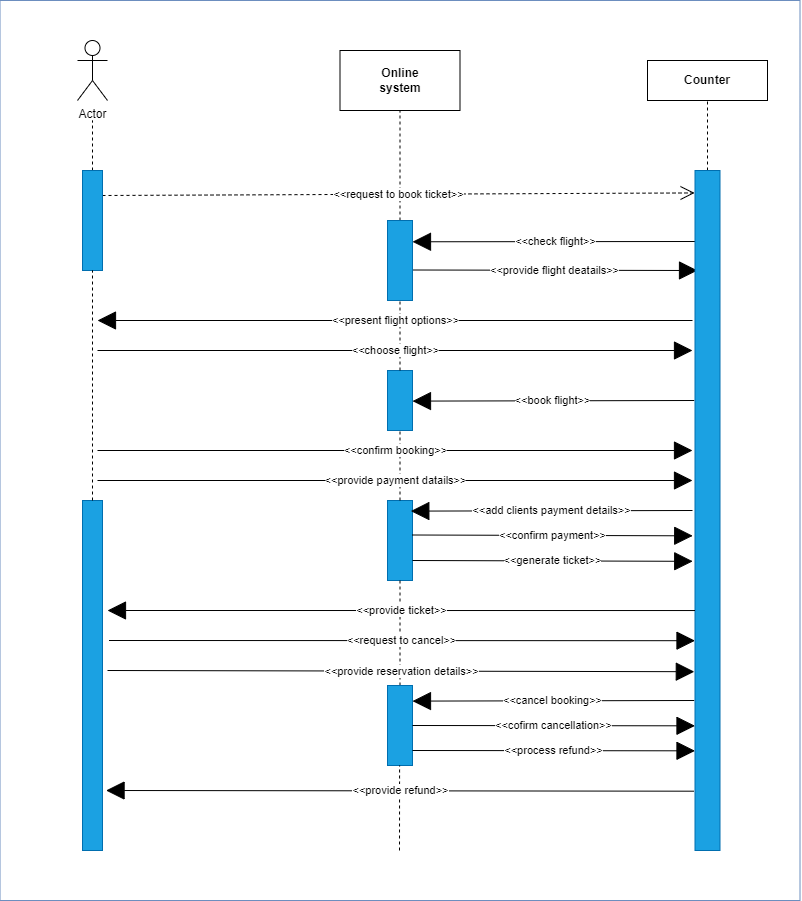 Online
system
Counter
Actor
<<request to book ticket>>
<<check flight>>
<<provide flight deatails>>
<<present flight options>>
<<choose flight>>
<<book flight>>
<<confirm booking>>
<<provide payment datails>>
<<add clients payment details>>
<<confirm payment>>
<<generate ticket>>
<<provide ticket>>
<<request to cancel>>
<<provide reservation details>>
<<cancel booking>>
<<cofirm cancellation>>
<<process refund>>
<<provide refund>>